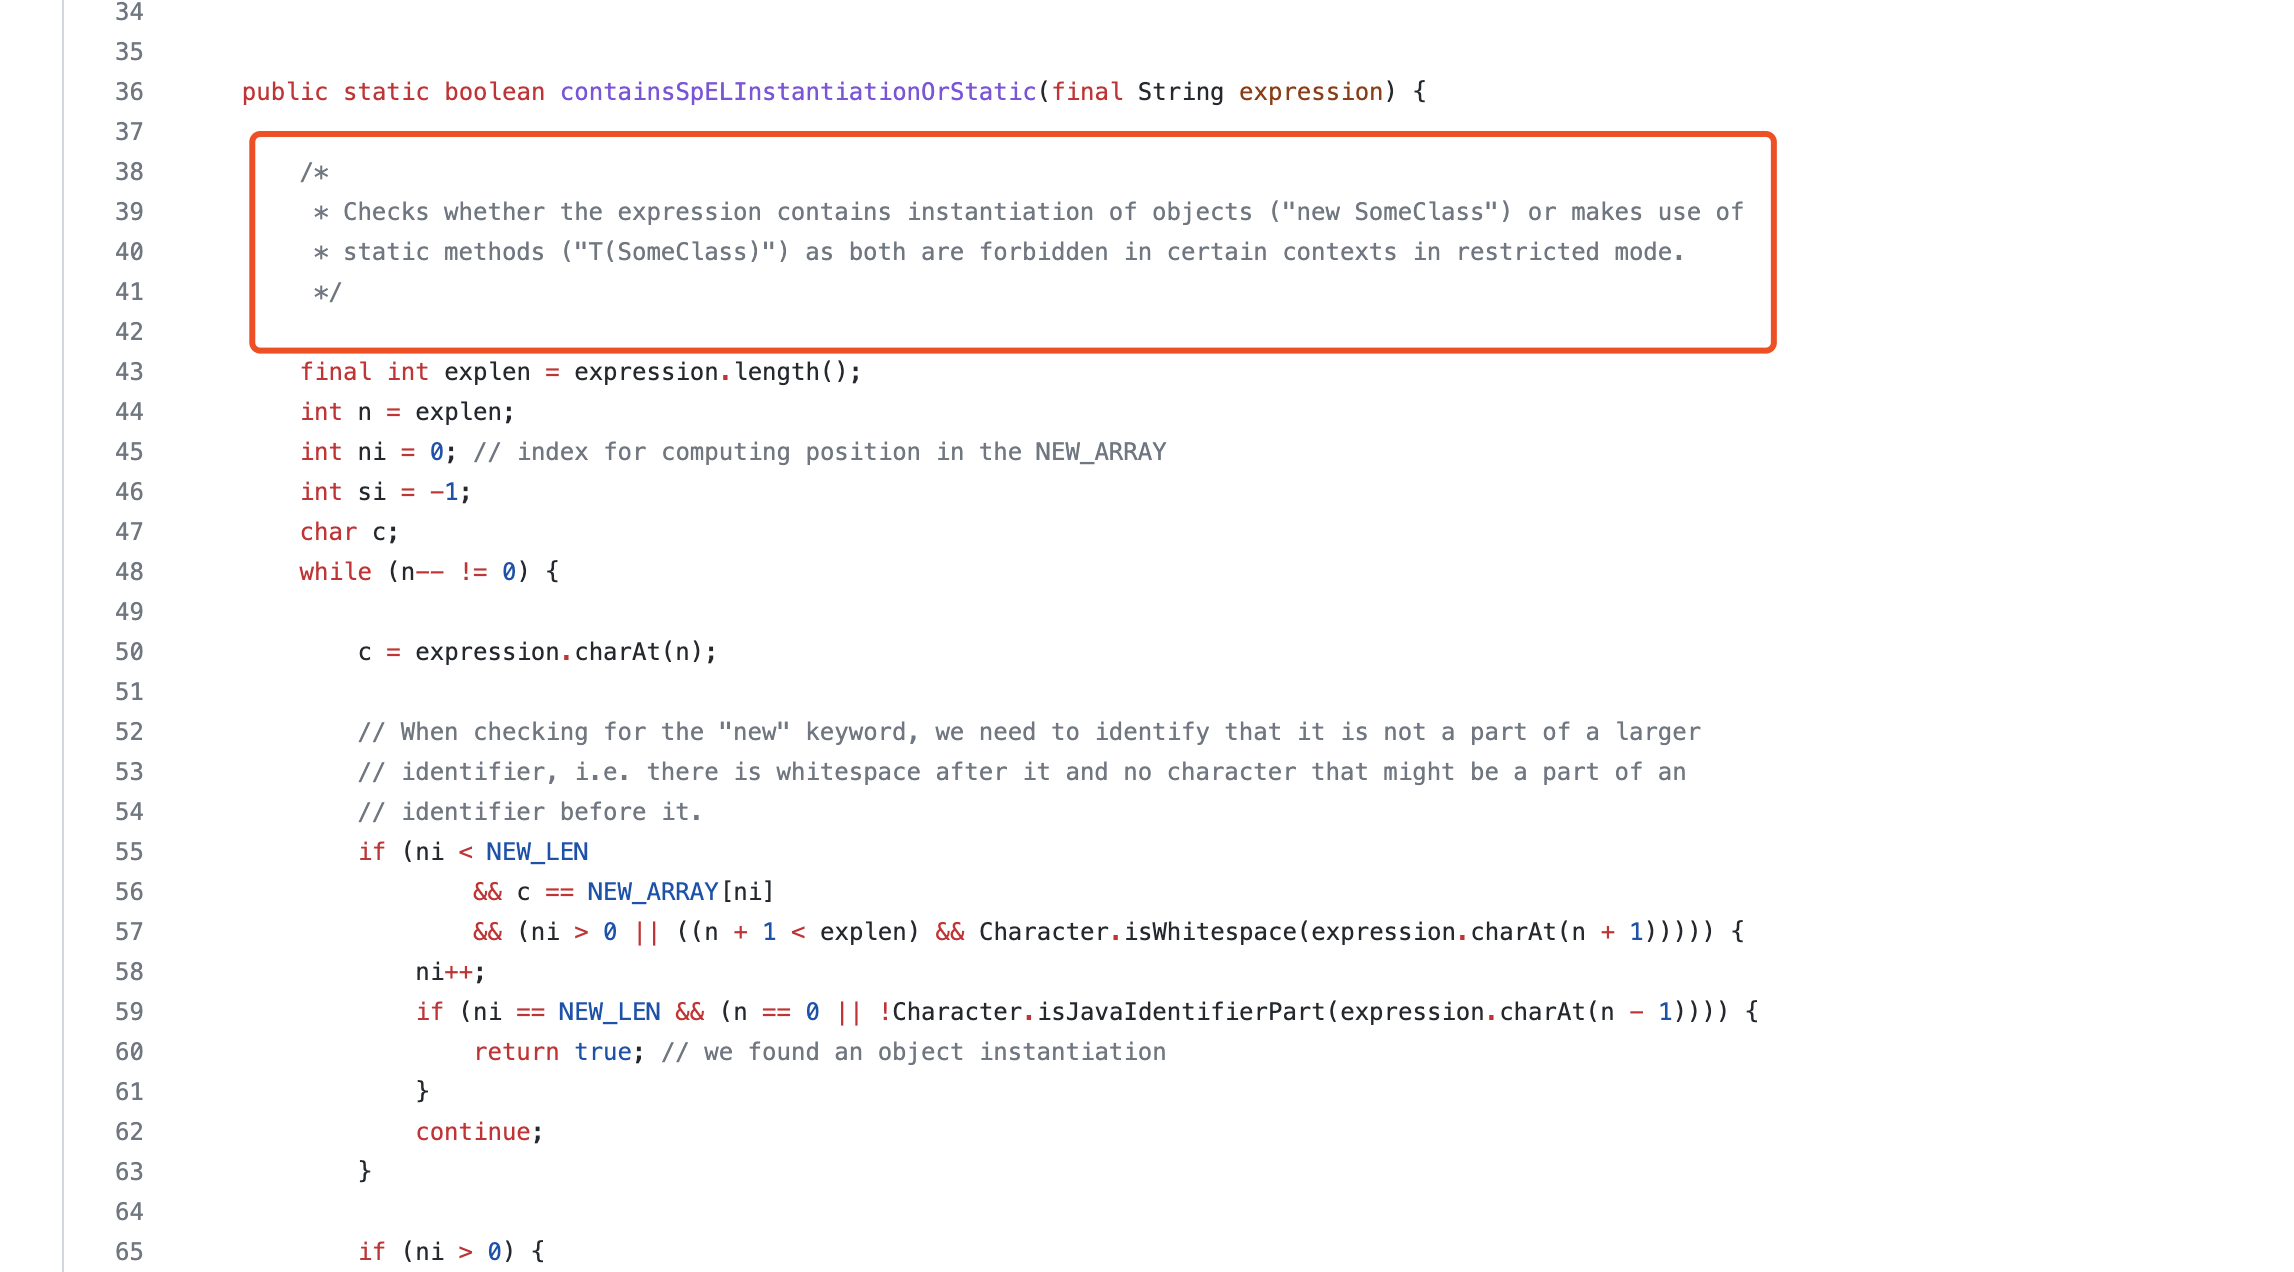 34
35
36 public static boolean containsSpELInstantiationOrStatic(final String expression) {
37
38 /*
39 * Checks whether the expression contains instantiation of objects ("new SomeClass") or makes use of
40 * static methods ("T(SomeClass)") as both are forbidden in certain contexts in restricted mode.
41 */
42
43 final int explen = expression.length();
44 int n = explen;
45 int ni = 0; // index for computing position in the NEW_ARRAY
46 int si = -1;
47 char c;
48 while (n-- != 0) {
49
50 c = expression.charAt(n);
51
52 // When checking for the "new" keyword, we need to identify that it is not a part of a larger
53 // identifier, i.e. there is whitespace after it and no character that might be a part of an
54 // identifier before it.
55 if (ni < NEW_LEN
56 && c == NEW_ARRAY[ni]
57 && (ni > 0 || ((n + 1 < explen) && Character.isWhitespace(expression.charAt(n + 1))))) {
58 ni++;
59 if (ni == NEW_LEN && (n == 0 || !Character.isJavaIdentifierPart(expression.charAt(n - 1)))) {
60 return true; // we found an object instantiation
61 }
62 continue;
63 }
64
65 if (ni > 0) {